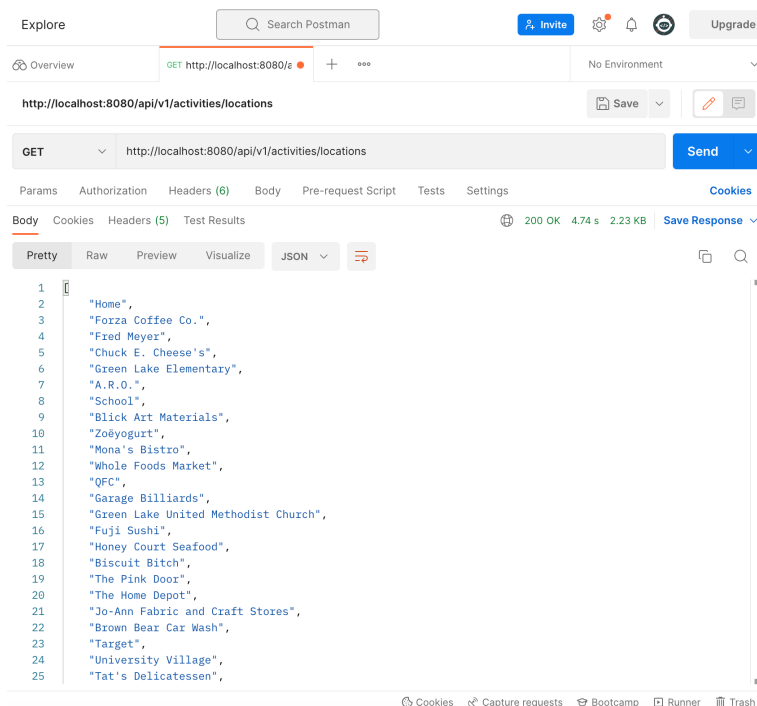 Explore Search Postman Invite Upgrade
Overview GET http://localhost:8080/a No Environment
http://localhost:8080/api/v1/activities/locations Save
GET http://localhost:8080/api/v1/activities/locations Send
Params Authorization Headers (6) Body Pre-request Script Tests Settings Cookies
Body Cookies Headers (5) Test Results 200 OK 4.74 s 2.23 KB Save Response
Pretty Raw Preview Visualize JSON
1 [
2 "Home",
3 "Forza Coffee Co.",
4 "Fred Meyer",
5 "Chuck E. Cheese's",
6 "Green Lake Elementary",
7 "A.R.O.",
8 "School",
9 "Blick Art Materials",
10 "Zoëyogurt",
11 "Mona's Bistro",
12 "Whole Foods Market",
13 "QFC",
14 "Garage Billiards",
15 "Green Lake United Methodist Church",
16 "Fuji Sushi",
17 "Honey Court Seafood",
18 "Biscuit Bitch",
19 "The Pink Door",
20 "The Home Depot",
21 "Jo-Ann Fabric and Craft Stores",
22 "Brown Bear Car Wash",
23 "Target",
24 "University Village",
25 "Tat's Delicatessen",
Cookies Capture requests Bootcamp Runner Trash